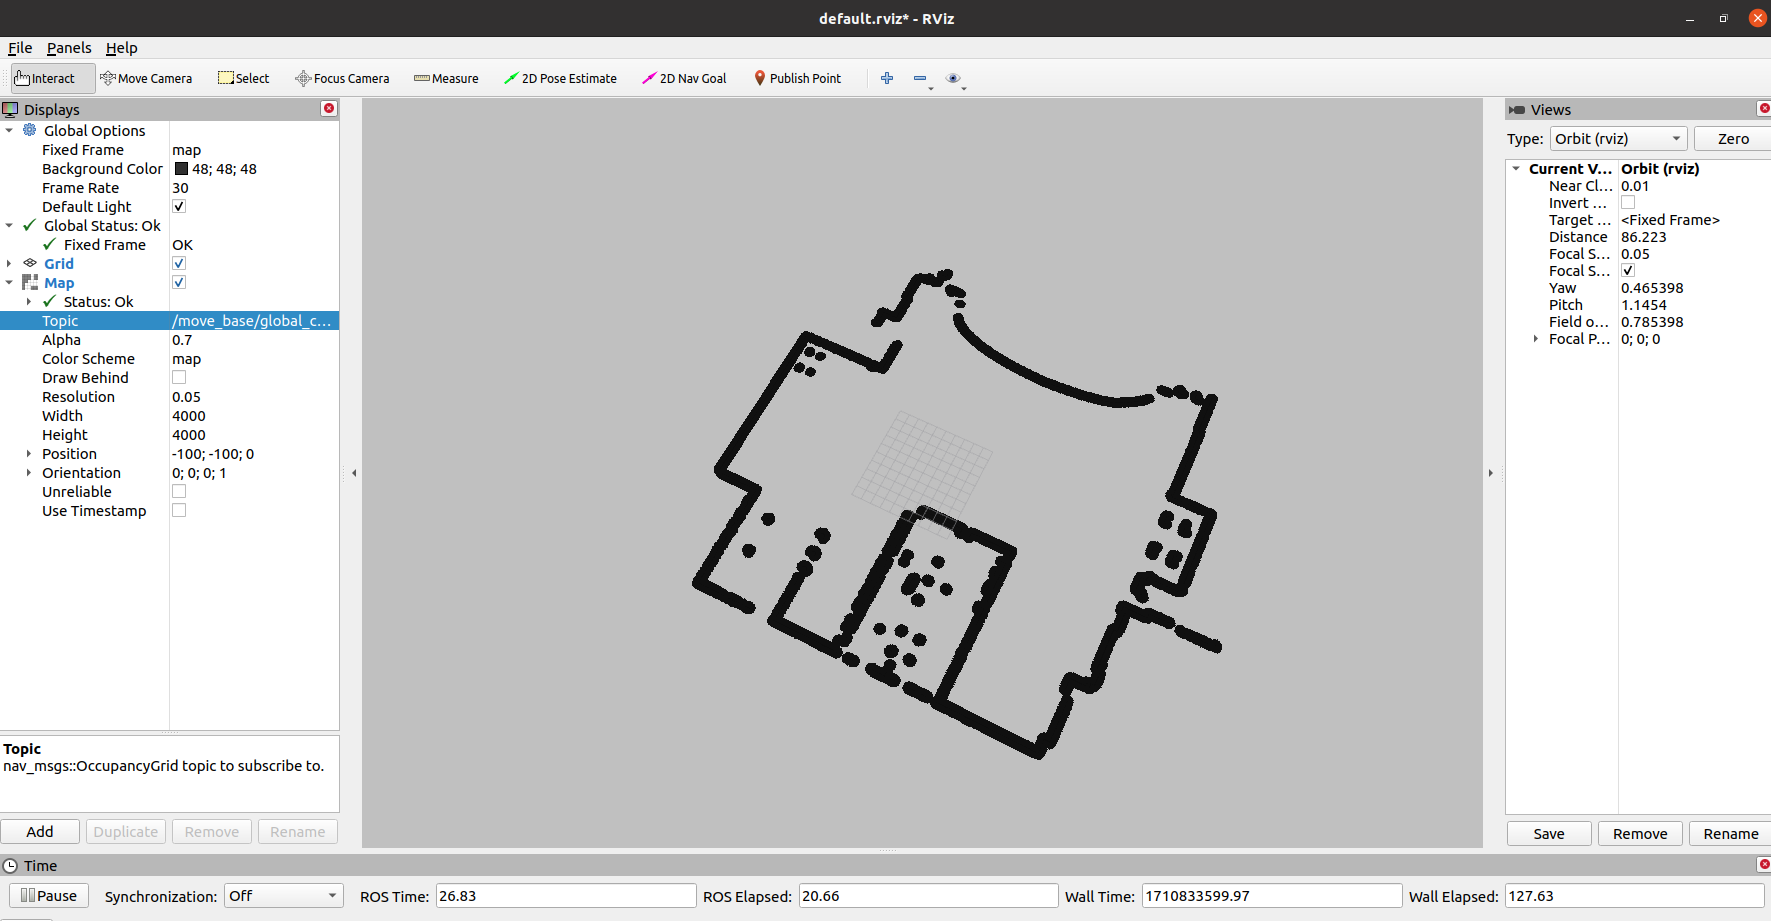 default.rviz* - RViz
File Panels Help
Interact Move Camera Select Focus Camera Measure 2D Pose Estimate 2D Nav Goal Publish Point
Displays
Global Options
Fixed Frame map
Background Color 48; 48; 48
Frame Rate 30
Default Light
Global Status: Ok
Fixed Frame OK
Grid
Map
Status: Ok
Topic /move_base/global_c...
Alpha 0.7
Color Scheme map
Draw Behind
Resolution 0.05
Width 4000
Height 4000
Position -100; -100; 0
Orientation 0; 0; 0; 1
Unreliable
Use Timestamp
Topic
nav_msgs::OccupancyGrid topic to subscribe to.
Add Duplicate Remove Rename
Views
Type: Orbit (rviz) Zero
Current V... Orbit (rviz)
Near Cl... 0.01
Invert ...
Target ... <Fixed Frame>
Distance 86.223
Focal S... 0.05
Focal S...
Yaw 0.465398
Pitch 1.1454
Field o... 0.785398
Focal P... 0; 0; 0
Save Remove Rename
Time
Pause Synchronization: Off ROS Time: 26.83 ROS Elapsed: 20.66 Wall Time: 1710833599.97 Wall Elapsed: 127.63